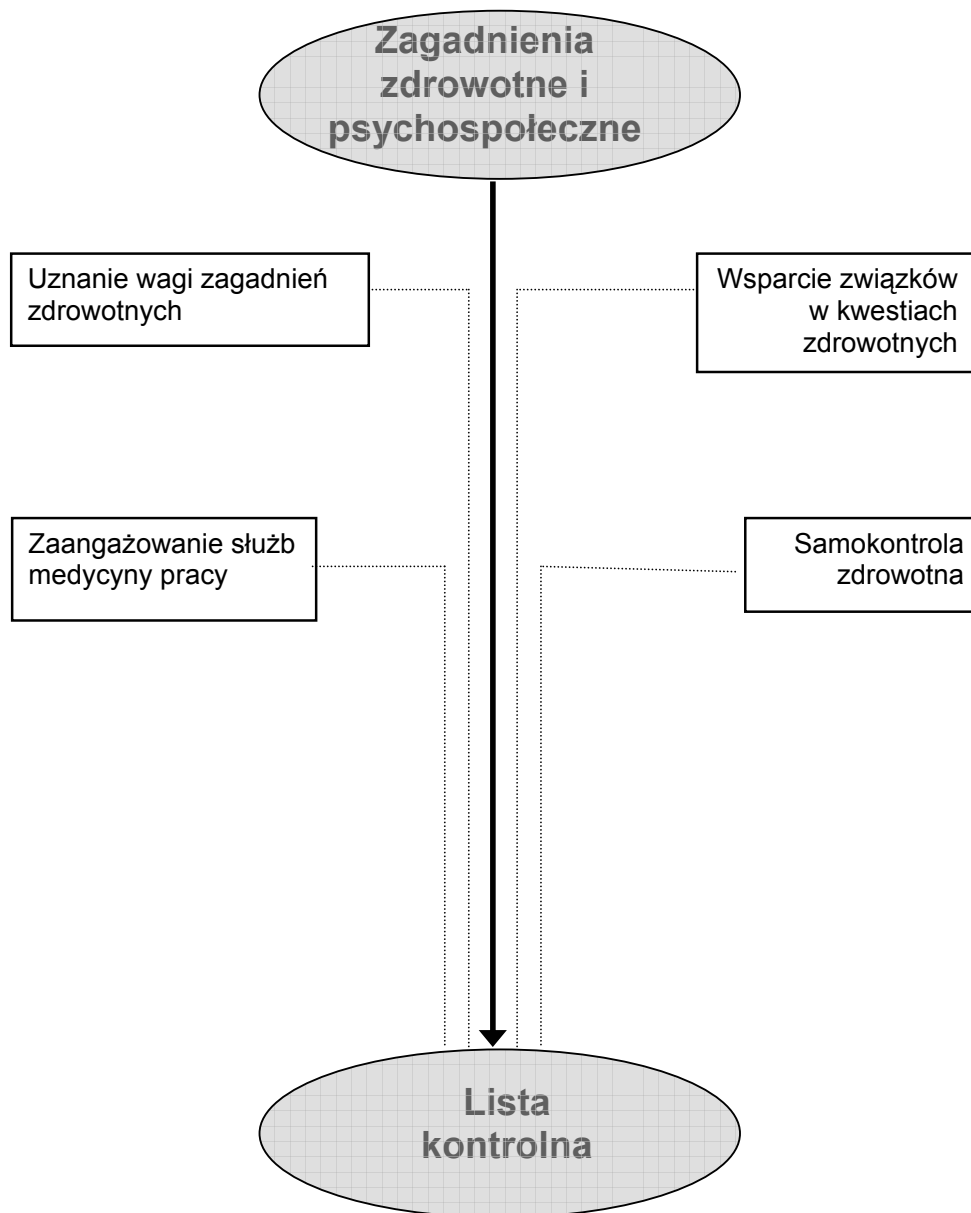 Zagadnienia
zdrowotne i
psychospołeczne
Uznanie wagi zagadnień
zdrowotnych
Wsparcie związków
w kwestiach
zdrowotnych
Zaangażowanie służb
medycyny pracy
Samokontrola
zdrowotna
Lista
kontrolna